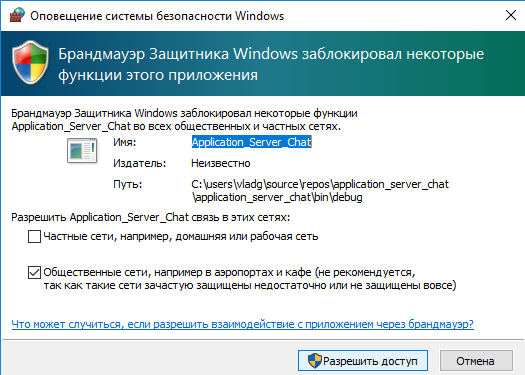 Оповещение системы безопасности Windows
Брандмауэр Защитника Windows заблокировал некоторые
функции этого приложения
Брандмауэр Защитника Windows заблокировал некоторые функции
Application_Server_Chat во всех общественных и частных сетях.
Имя: Application_Server_Chat
Издатель: Неизвестно
Путь: C:\users\vladg\source\repos\application_server_chat
\application_server_chat\bin\debug
Разрешить Application_Server_Chat связь в этих сетях:
Частные сети, например, домашняя или рабочая сеть
Общественные сети, например в аэропортах и кафе (не рекомендуется,
так как такие сети зачастую защищены недостаточно или не защищены вовсе)
Что может случиться, если разрешить взаимодействие с приложением через брандмауэр?
Разрешить доступ Отмена